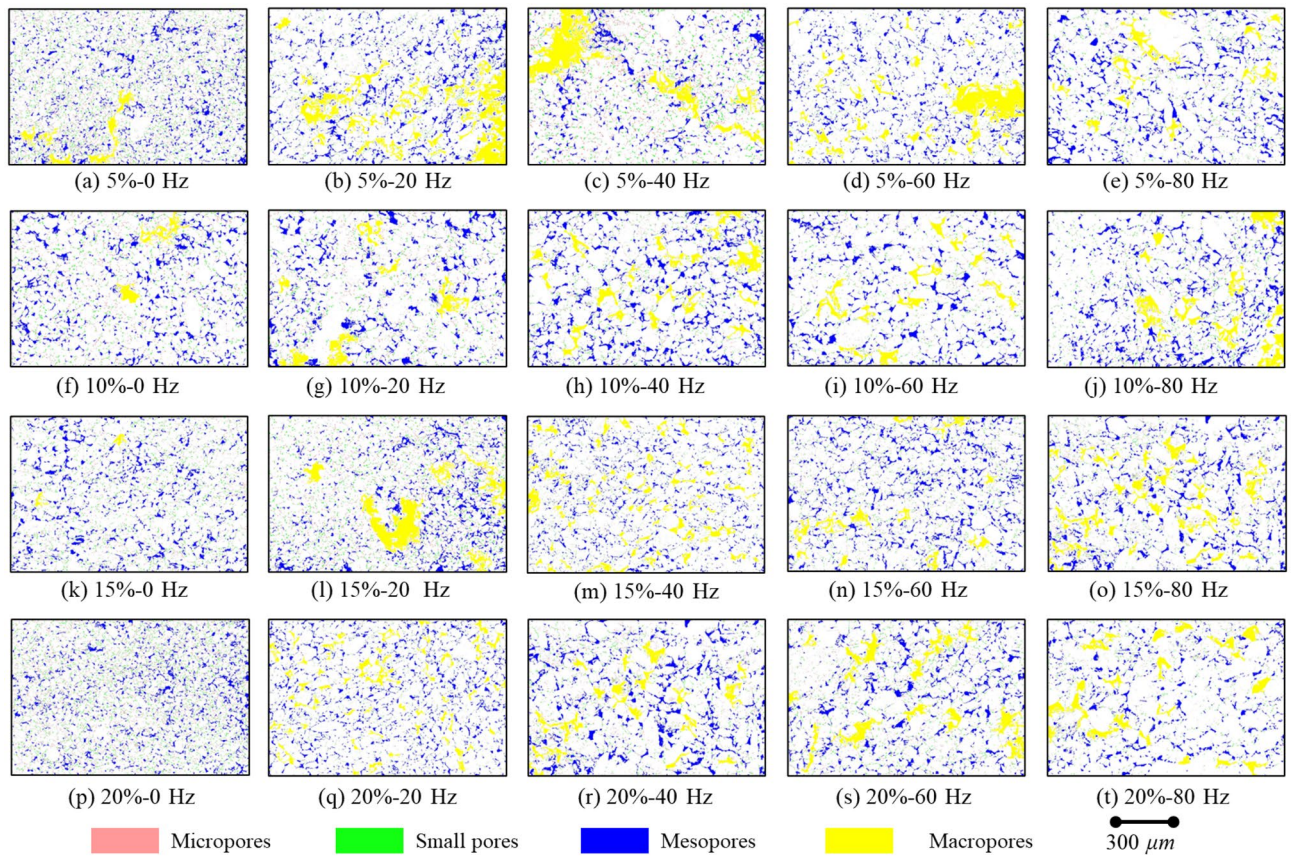 (a) 5%-0 Hz
(b) 5%-20 Hz
(c) 5%-40 Hz
(d) 5%-60 Hz
(e) 5%-80 Hz
(f) 10%-0 Hz
(g) 10%-20 Hz
(h) 10%-40 Hz
(i) 10%-60 Hz
(j) 10%-80 Hz
(k) 15%-0 Hz
(l) 15%-20 Hz
(m) 15%-40 Hz
(n) 15%-60 Hz
(o) 15%-80 Hz
(p) 20%-0 Hz
(q) 20%-20 Hz
(r) 20%-40 Hz
(s) 20%-60 Hz
(t) 20%-80 Hz
Micropores
Small pores
Mesopores
Macropores
300 μm